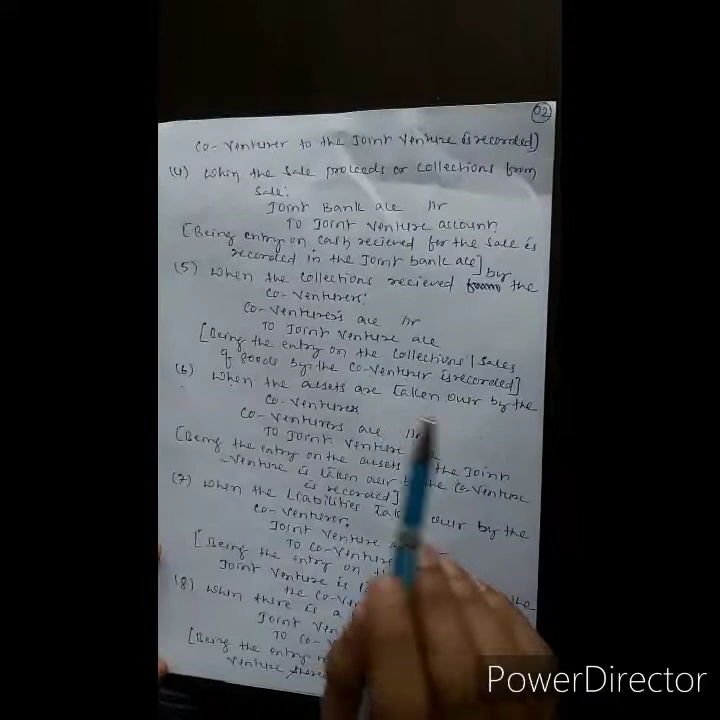 02
co-venturer to the Joint Venture is recorded]
(4) When the Sale proceeds or collections from
Sale:
Joint Bank a/c Dr
To Joint Venture account.
[Being entry on cash recieved for the sale is
recorded in the Joint bank a/c]
(5) When the collections recieved by the
co-venturers:
Co-venturers a/c Dr
To Joint Venture a/c
[Being the entry on the collections/sales
of goods by the co-venturer is recorded]
(6) When the assets are taken over by the
co-venturers
Co-venturers a/c Dr
To Joint Venture
[Being the entry on the assets the Joint
-venture is taken over the co-venture
is recorded]
(7) When the Liabilities over by the
co-venturer.
Joint Venture
To co-venture
[Being the entry on
Joint Venture is
the co-
the
(8) When there is a
Joint
To co-
[Being the entry
venture
PowerDirector